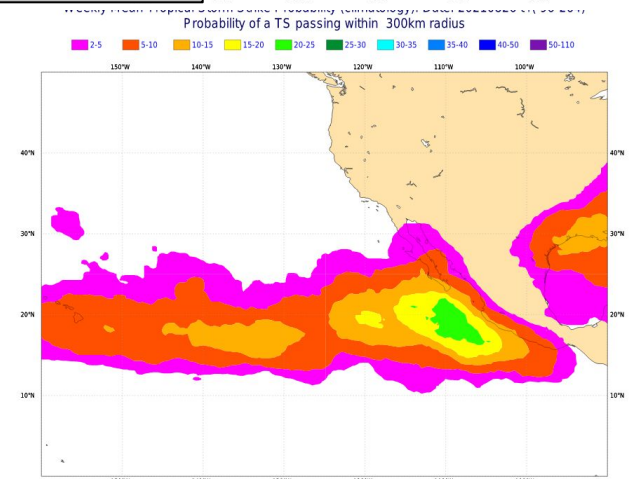 Probability of a TS passing within 300km radius
2-5 5-10 10-15 15-20 20-25 25-30 30-35 35-40 40-50 50-110
150°W 140°W 130°W 120°W 110°W 100°W
40°N 40°N
30°N 30°N
20°N 20°N
10°N 10°N